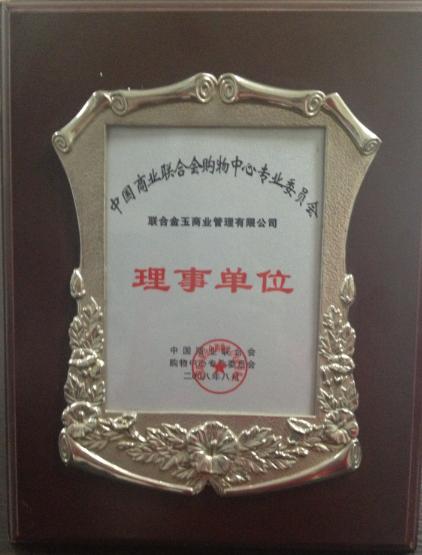 中国商业联合会购物中心专业委员会
联合金玉商业管理有限公司
理事单位
中国商业联合会
购物中心专业委员会
二〇〇八年八月